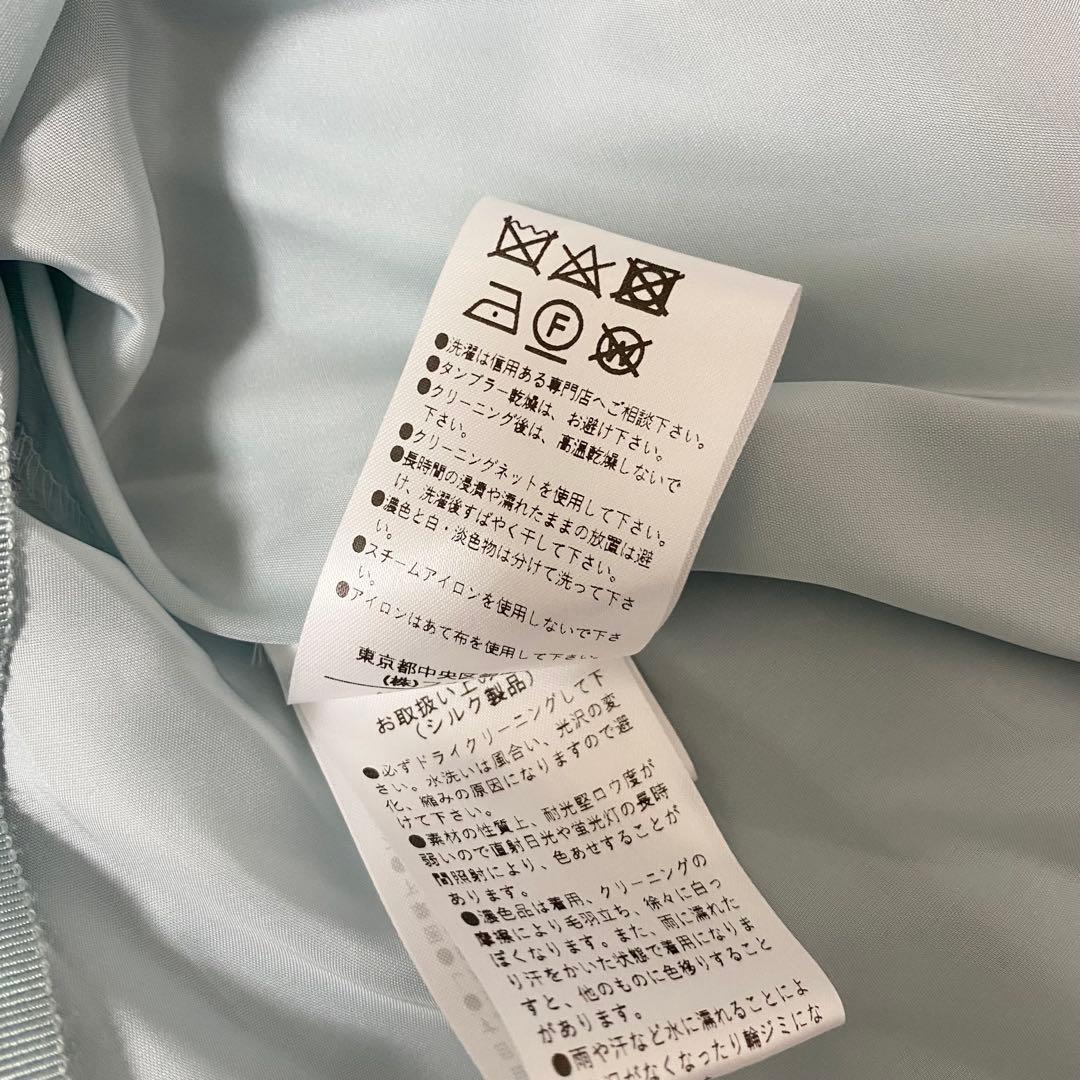 F
W
●洗濯は信用ある専門店へご相談下さい。
●タンブラー乾燥は、お避け下さい。
●クリーニング後は、高温乾燥しないで
下さい。
●クリーニングネットを使用して下さい。
●長時間の浸漬や濡れたままの放置は避
け、洗濯後すばやく干して下さい。
●濃色と白・淡色物は分けて洗って下さ
い。
●スチームアイロンを使用しないで下さ
い。
●アイロンはあて布を使用して下さい。
東京都中央区
(株)
お取扱い上の
(シルク製品)
●必ずドライクリーニングして下
さい。水洗いは風合い、光沢の変
化、縮みの原因になりますので避
けて下さい。
●素材の性質上、耐光堅ロウ度が
弱いので直射日光や蛍光灯の長時
間照射により、色あせすることが
あります。
●濃色品は着用、クリーニングの
摩擦により毛羽立ち、徐々に白っ
ぽくなります。また、雨に濡れた
り汗をかいた状態で着用になりま
すと、他のものに色移りすること
があります。
●雨や汗など水に濡れることによ
がなくなったり輪ジミにな